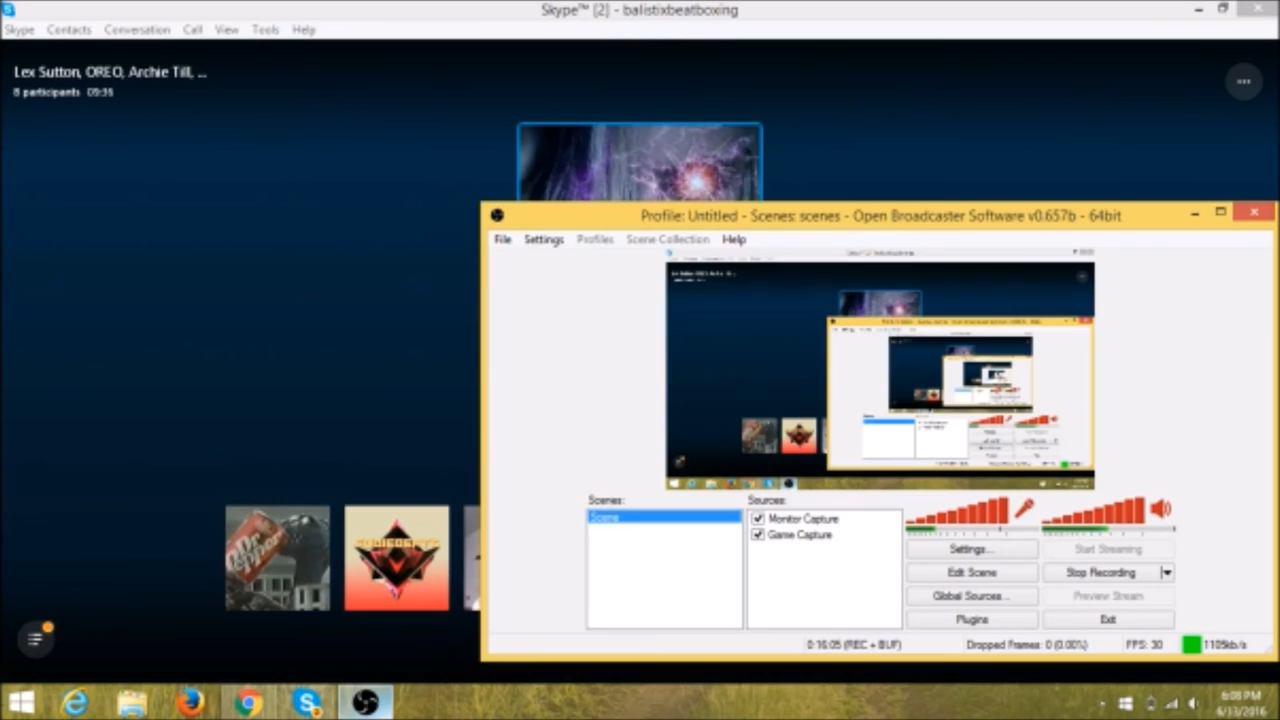 Skype™ [2] - balistixbeatboxing
Skype Contacts Conversation Call View Tools Help
Lex Sutton, OREO, Archie Till, ...
8 participants 09:36
Profile: Untitled - Scenes: scenes - Open Broadcaster Software v0.657b - 64bit
File Settings Profiles Scene Collection Help
Scenes: Sources:
Scene
Monitor Capture
Game Capture
Settings... Start Streaming
Edit Scene Stop Recording
Global Sources... Preview Stream
Plugins Exit
0:16:05 (REC + BUF) Dropped Frames: 0 (0.00%) FPS: 30 1105kb/s
6:08 PM
6/13/2016